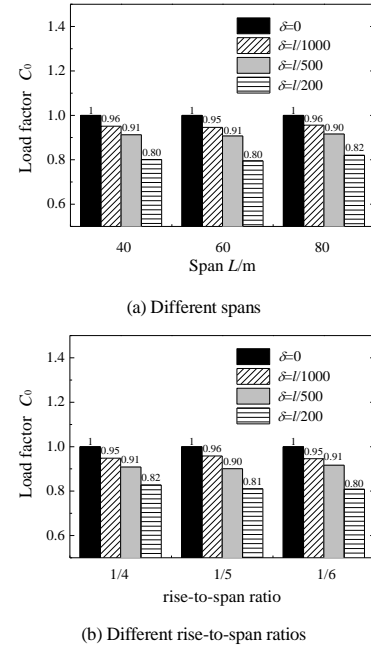 1.4
1.2
1.0
0.8
0.6
Load factor C0
δ=0
δ=l/1000
δ=l/500
δ=l/200
1 0.96 0.91 0.80
1 0.95 0.91 0.80
1 0.96 0.90 0.82
40 60 80
Span L/m
(a) Different spans
1.4
1.2
1.0
0.8
0.6
Load factor C0
δ=0
δ=l/1000
δ=l/500
δ=l/200
1 0.95 0.91 0.82
1 0.96 0.90 0.81
1 0.95 0.91 0.80
1/4 1/5 1/6
rise-to-span ratio
(b) Different rise-to-span ratios